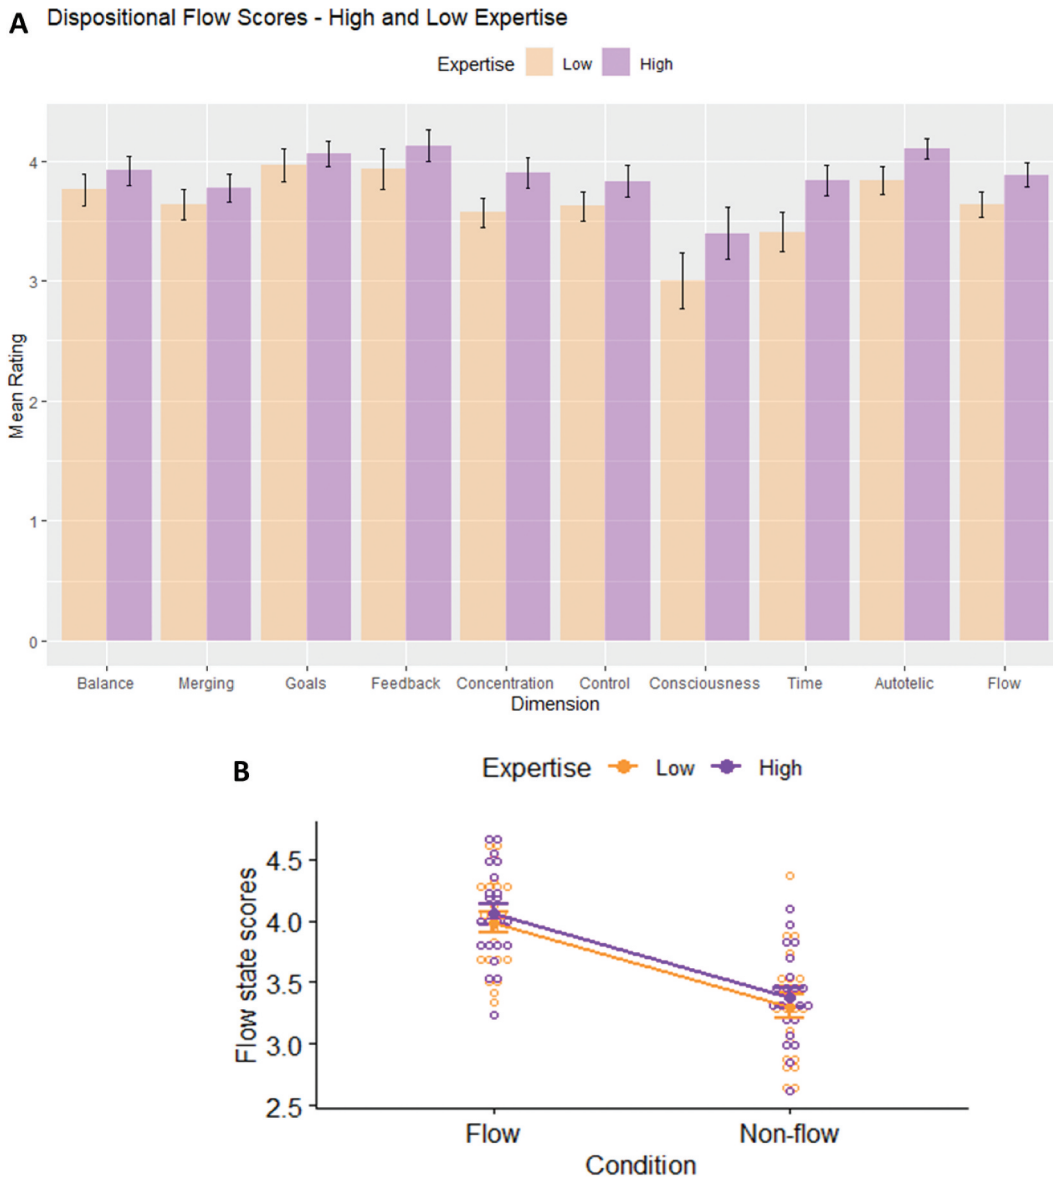 A Dispositional Flow Scores - High and Low Expertise
Expertise Low High
4
3
2
1
0
Mean Rating
Balance Merging Goals Feedback Concentration Control Consciousness Time Autotelic Flow
Dimension
B Expertise Low High
4.5
4.0
3.5
3.0
2.5
Flow state scores
Flow Non-flow
Condition